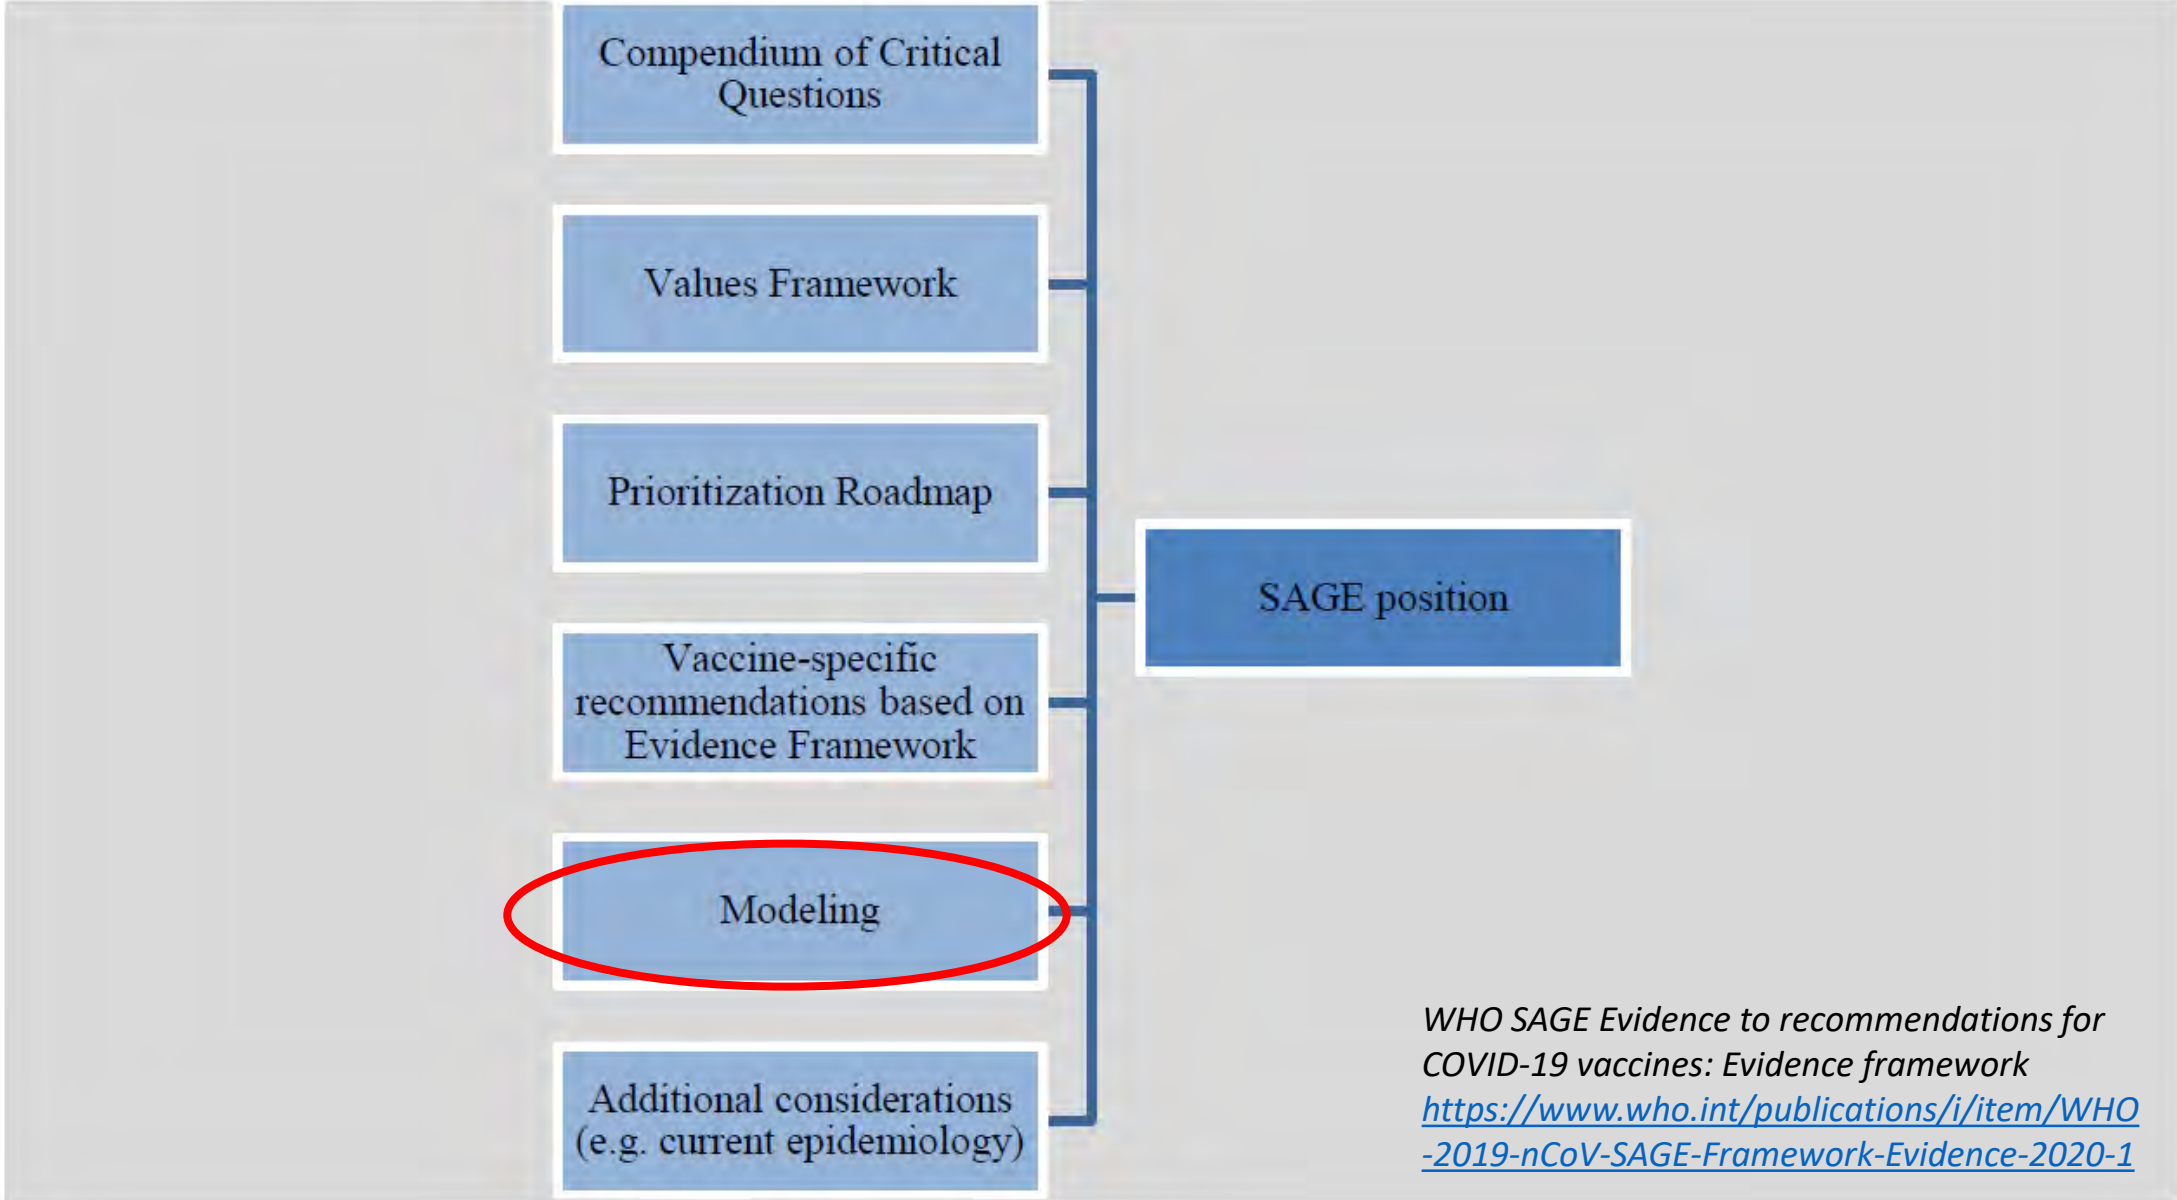 Compendium of Critical
Questions
Values Framework
Prioritization Roadmap
Vaccine-specific
recommendations based on
Evidence Framework
Modeling
Additional considerations
(e.g. current epidemiology)
SAGE position
WHO SAGE Evidence to recommendations for
COVID-19 vaccines: Evidence framework
https://www.who.int/publications/i/item/WHO
-2019-nCoV-SAGE-Framework-Evidence-2020-1